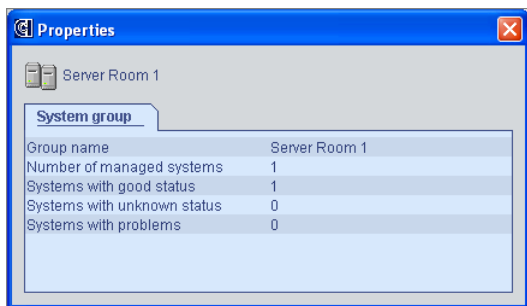 Properties
Server Room 1
System group
Group name Server Room 1
Number of managed systems 1
Systems with good status 1
Systems with unknown status 0
Systems with problems 0